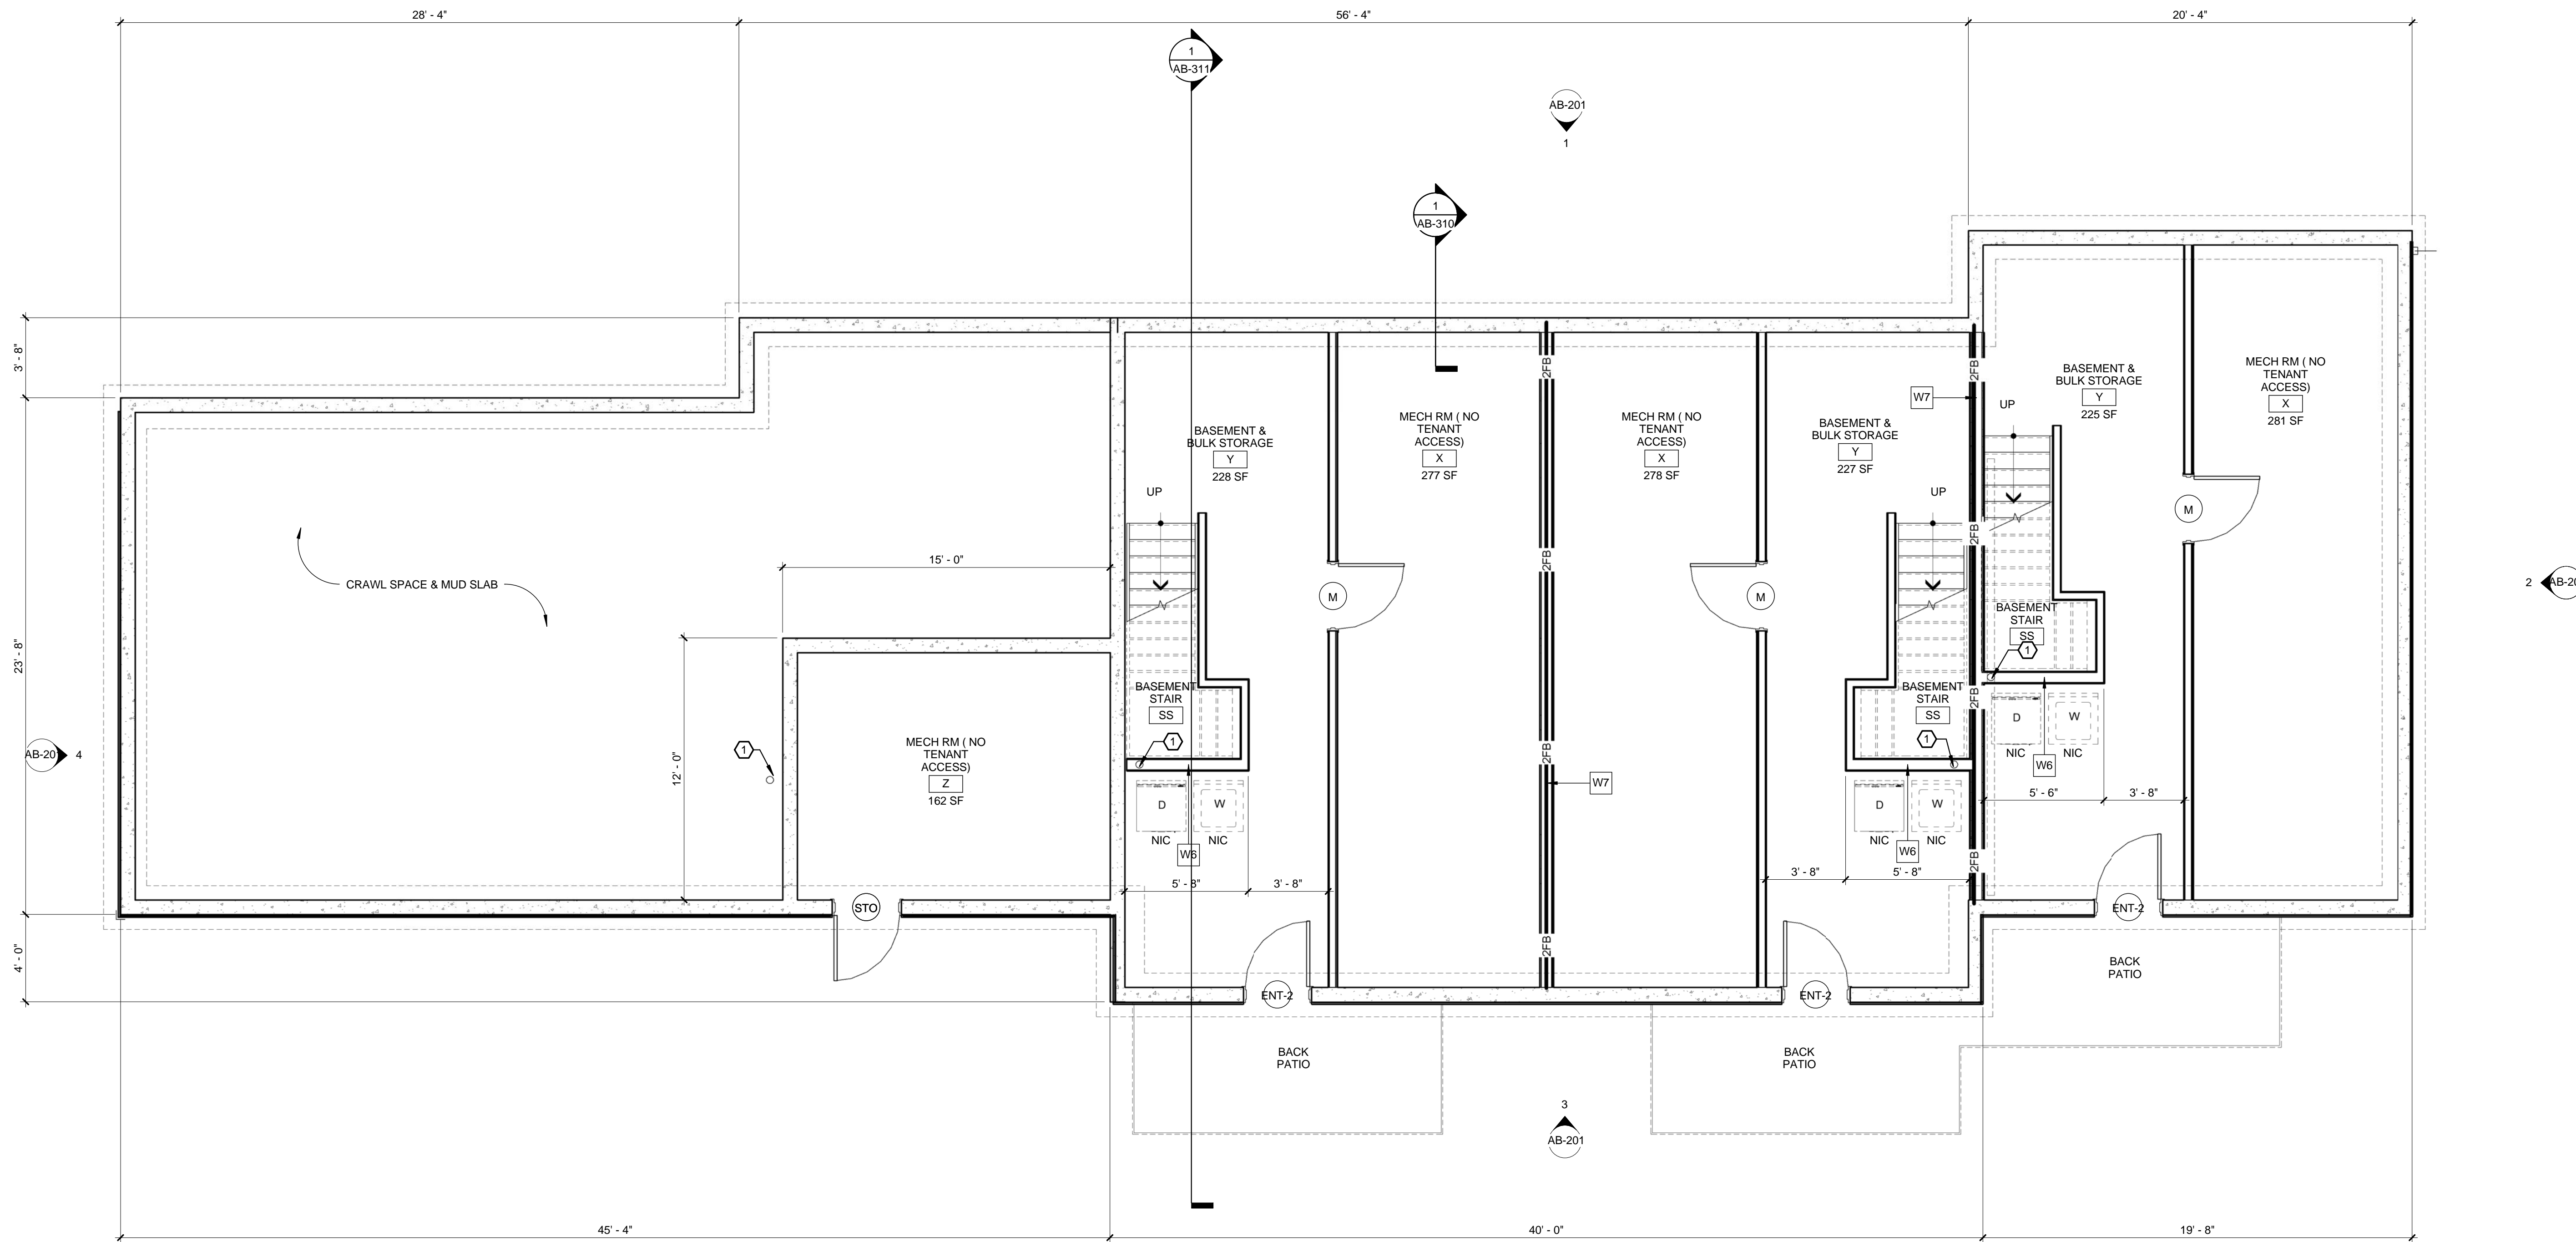 28' - 4"
56' - 4"
20' - 4"
1
AB-311
AB-201
1
1
AB-310
3' - 8"
23' - 8"
4' - 0"
CRAWL SPACE & MUD SLAB
15' - 0"
12' - 0"
1
MECH RM ( NO
TENANT
ACCESS)
Z
162 SF
STO
BASEMENT &
BULK STORAGE
Y
228 SF
UP
BASEMENT
STAIR
SS
1
D
W
NIC
NIC
W6
5' - 8"
3' - 8"
ENT-2
M
MECH RM ( NO
TENANT
ACCESS)
X
277 SF
2FB
2FB
2FB
2FB
W7
MECH RM ( NO
TENANT
ACCESS)
X
278 SF
M
BASEMENT &
BULK STORAGE
Y
227 SF
UP
BASEMENT
STAIR
SS
1
D
W
NIC
NIC
W6
3' - 8"
5' - 8"
ENT-2
W7
2FB
2FB
2FB
2FB
BASEMENT &
BULK STORAGE
Y
225 SF
UP
BASEMENT
STAIR
SS
1
D
W
NIC
NIC
W6
5' - 6"
3' - 8"
ENT-2
M
MECH RM ( NO
TENANT
ACCESS)
X
281 SF
2
4
BACK
PATIO
BACK
PATIO
BACK
PATIO
3
AB-201
45' - 4"
40' - 0"
19' - 8"